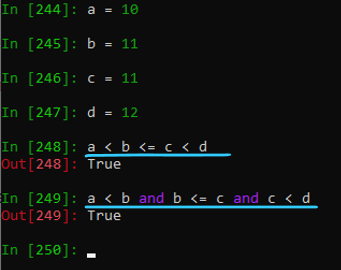 In [244]: a = 10
In [245]: b = 11
In [246]: c = 11
In [247]: d = 12
In [248]: a < b <= c < d
Out[248]: True
In [249]: a < b and b <= c and c < d
Out[249]: True
In [250]: